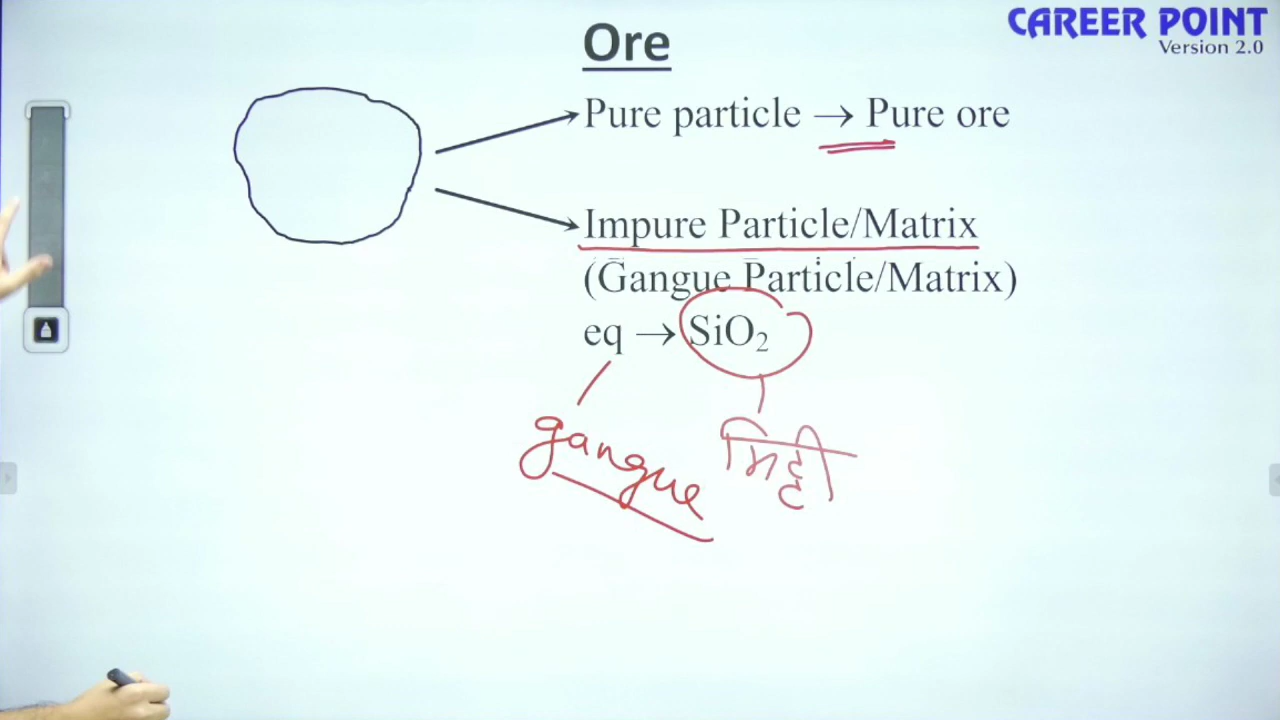 CAREER POINT
Version 2.0
Ore
Pure particle → Pure ore
Impure Particle/Matrix
(Gangue Particle/Matrix)
eq → SiO₂
gangue
मिट्टी